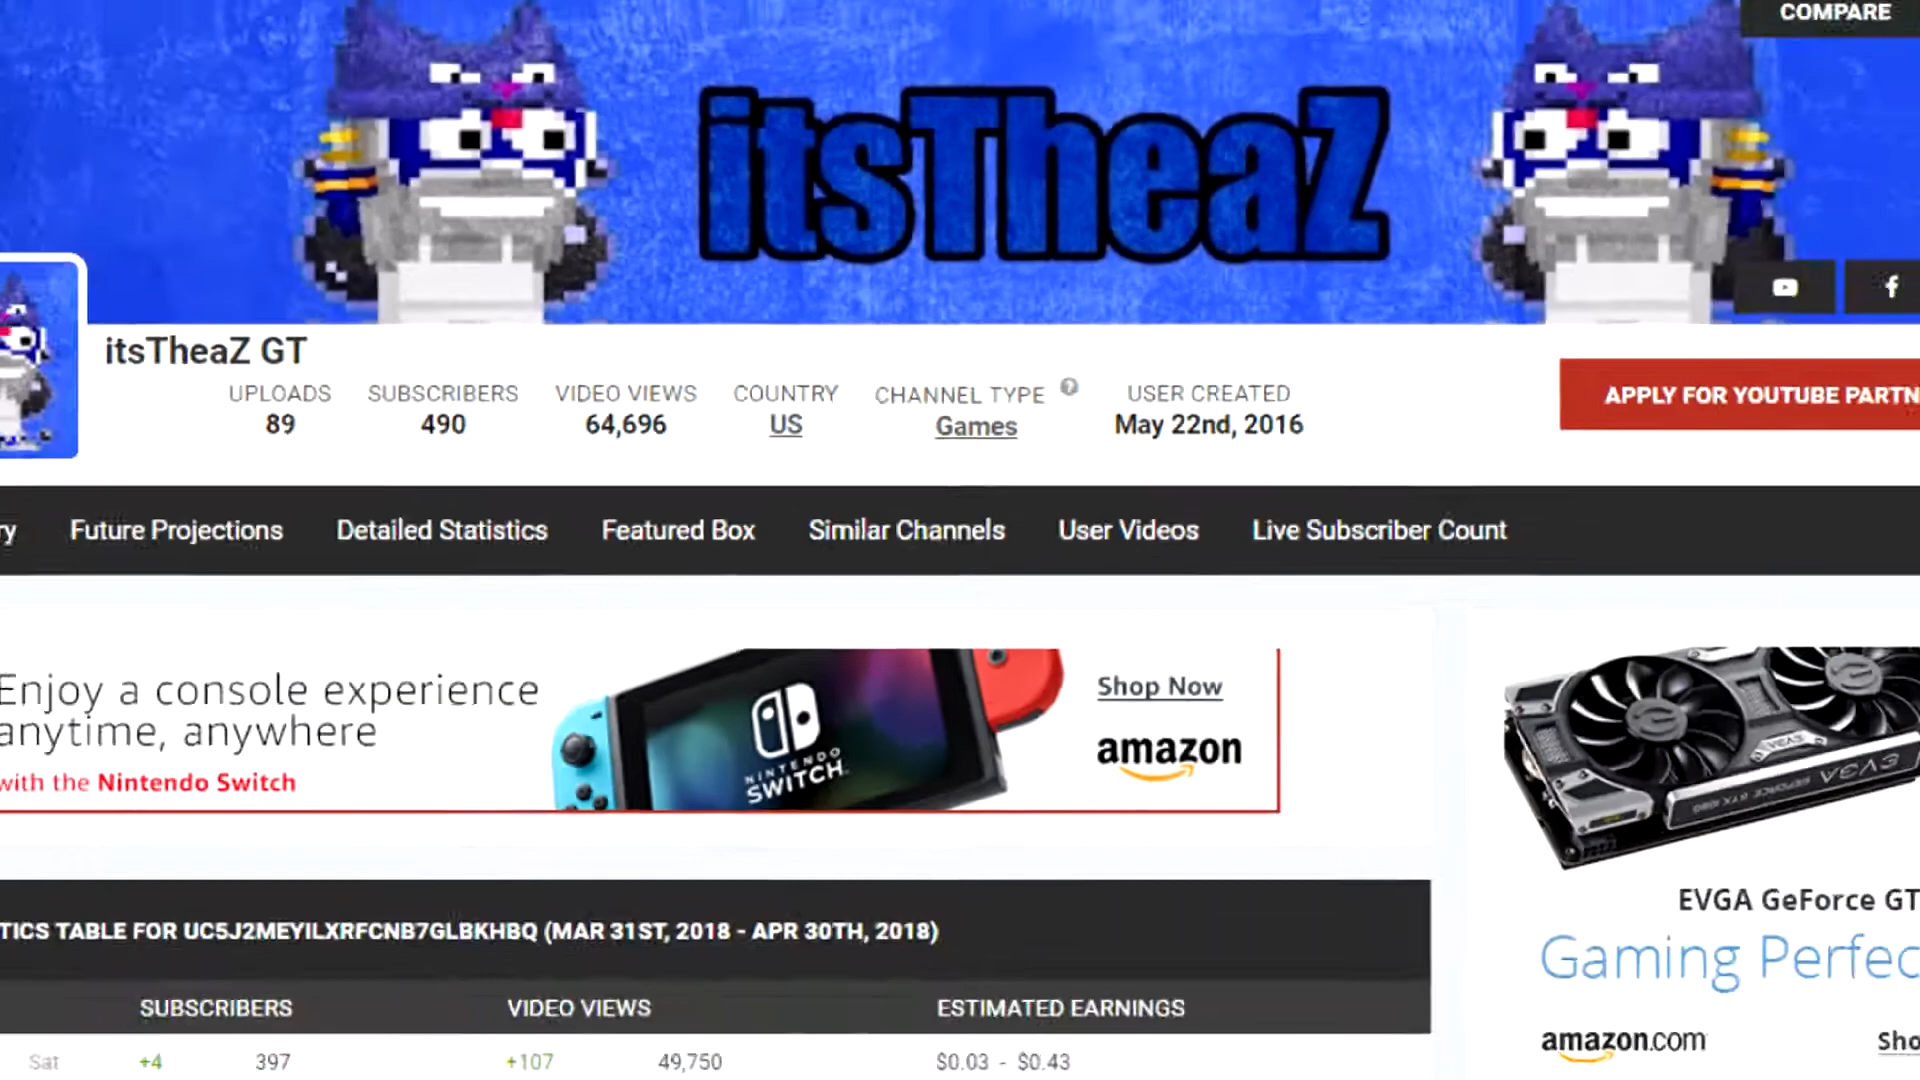 COMPARE
itsTheaZ
itsTheaZ GT
UPLOADS SUBSCRIBERS VIDEO VIEWS COUNTRY CHANNEL TYPE ? USER CREATED
89 490 64,696 US Games May 22nd, 2016
APPLY FOR YOUTUBE PARTN
ry Future Projections Detailed Statistics Featured Box Similar Channels User Videos Live Subscriber Count
Enjoy a console experience
anytime, anywhere
with the Nintendo Switch
NINTENDO
SWITCH
Shop Now
amazon
EVGA
EVGA GeForce GT
Gaming Perfec
amazon.com Sho
TICS TABLE FOR UC5J2MEYILXRFCNB7GLBKHBQ (MAR 31ST, 2018 - APR 30TH, 2018)
SUBSCRIBERS VIDEO VIEWS ESTIMATED EARNINGS
Sat +4 397 +107 49,750 $0.03 - $0.43